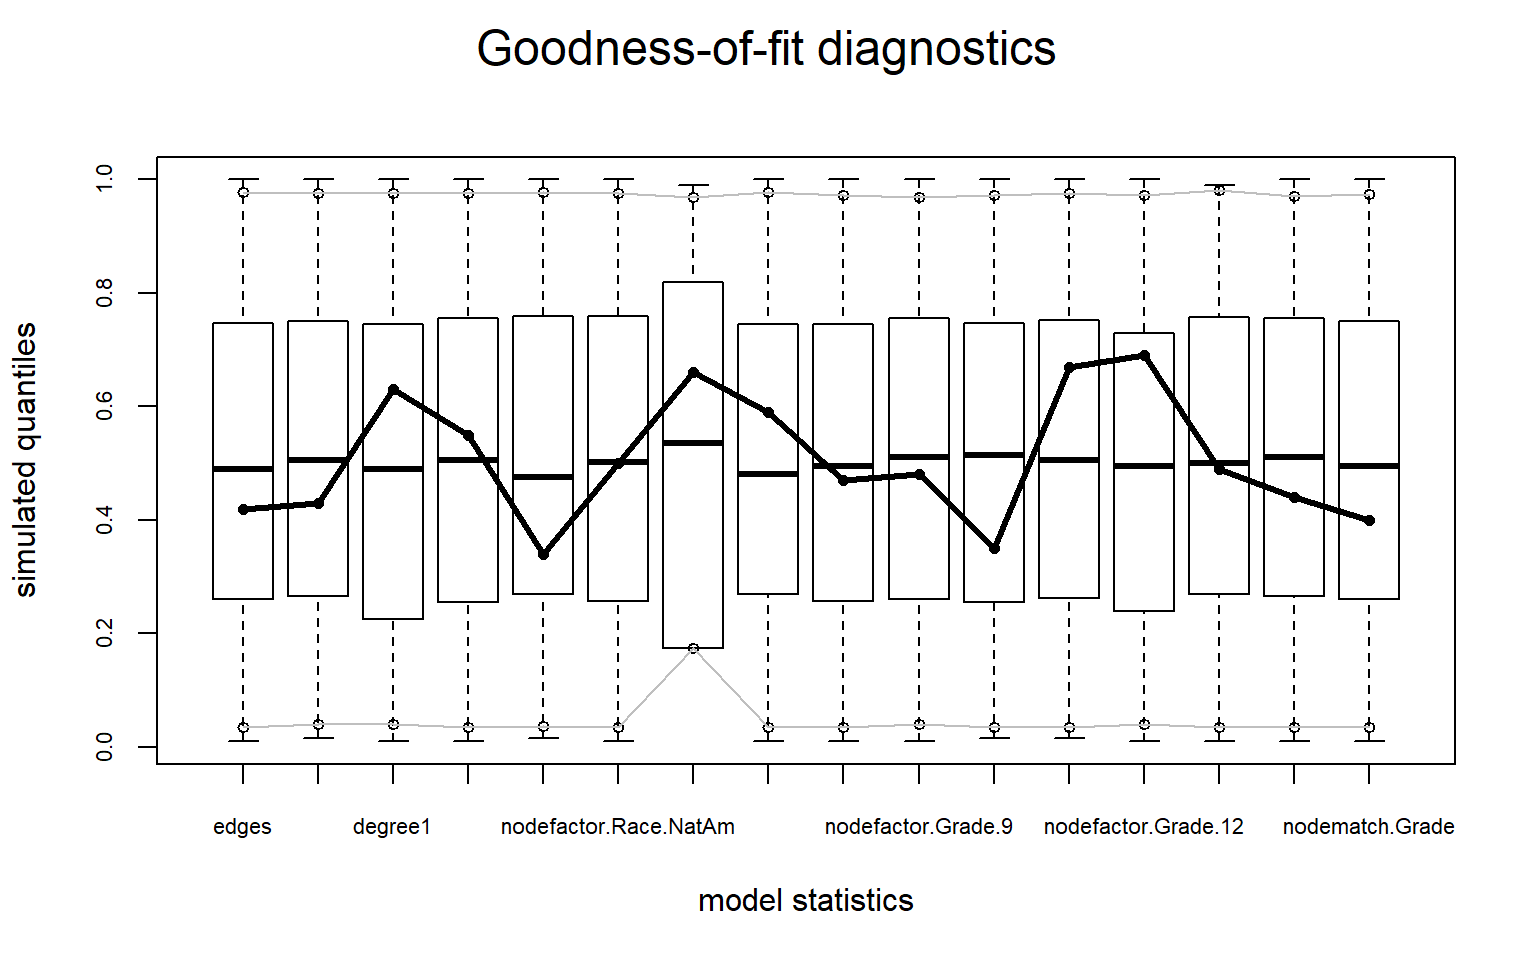 Goodness-of-fit diagnostics
simulated quantiles
1.0
0.8
0.6
0.4
0.2
0.0
edges degree1 nodefactor.Race.NatAm nodefactor.Grade.9 nodefactor.Grade.12 nodematch.Grade
model statistics